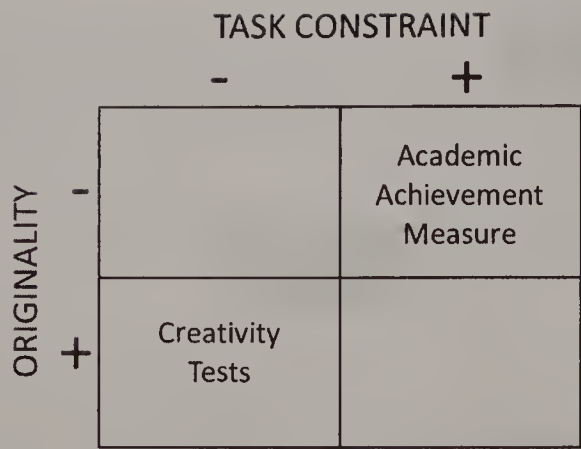 TASK CONSTRAINT
- +
ORIGINALITY
-
Academic
Achievement
Measure
+
Creativity
Tests